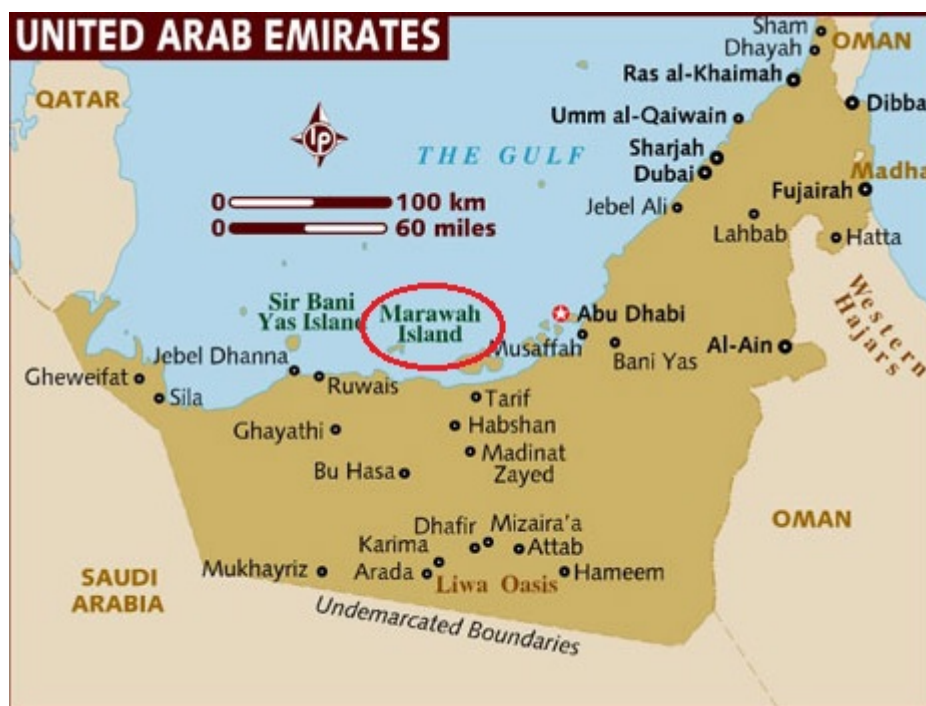 UNITED ARAB EMIRATES
Sham
OMAN
Dhayah
QATAR
Ras al-Khaimah
Dibba
lp
Umm al-Qaiwain
THE GULF
Sharjah
Dubai
Madha
Fujairah
0 100 km
0 60 miles
Jebel Ali
Lahbab
Hatta
Western
Hajars
Sir Bani
Yas Island
Marawah
Island
Abu Dhabi
Musaffah
Bani Yas
Al-Ain
Jebel Dhanna
Gheweifat
Ruwais
Sila
Tarif
Ghayathi
Habshan
Madinat
Zayed
Bu Hasa
OMAN
Dhafir
Mizaira'a
Karima
Attab
Mukhayriz
Arada
Hameem
Liwa Oasis
SAUDI
ARABIA
Undemarcated Boundaries